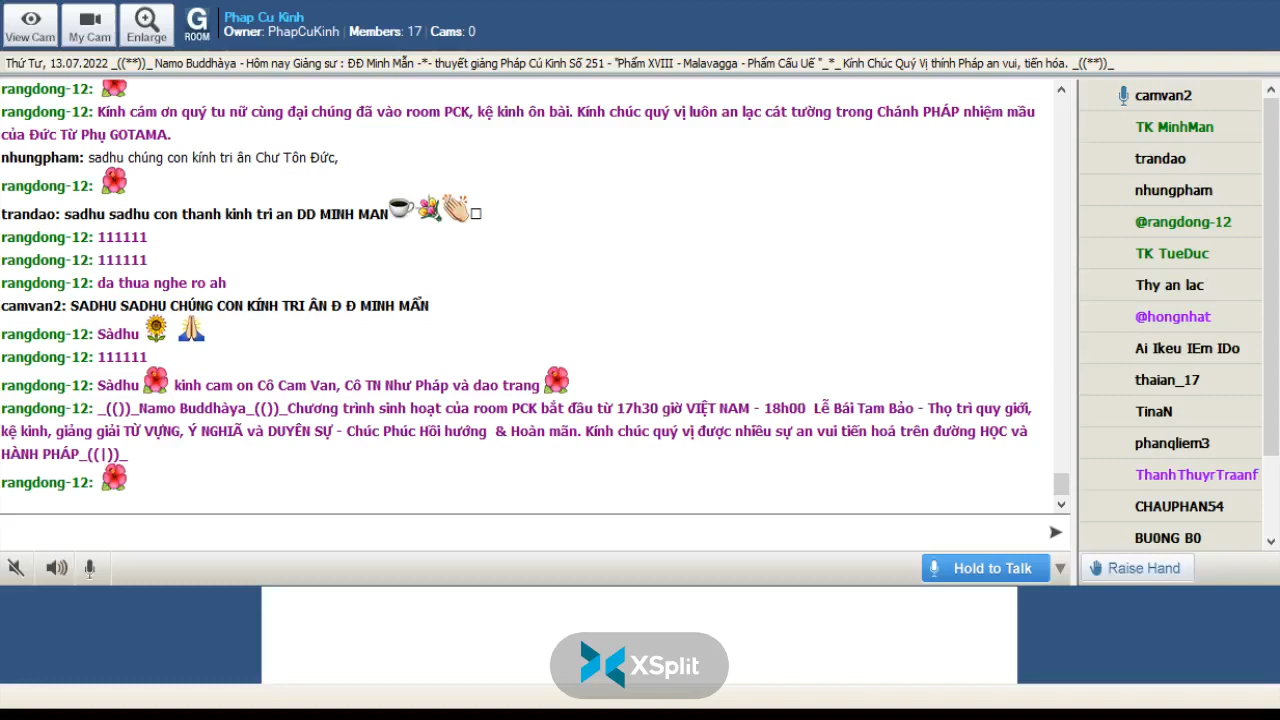 View Cam
My Cam
Enlarge
G
ROOM
Phap Cu Kinh
Owner: PhapCuKinh | Members: 17 | Cams: 0
Thứ Tư, 13.07.2022 _((**))_ Namo Buddhàya - Hôm nay Giảng sư : ĐĐ Minh Mẫn -*- thuyết giảng Pháp Cú Kinh Số 251 - "Phẩm XVIII - Malavagga - Phẩm Cấu Uế "_*_ Kính Chúc Quý Vị thính Pháp an vui, tiến hóa. _((**))_
rangdong-12:
rangdong-12: Kính cám ơn quý tu nữ cùng đại chúng đã vào room PCK, kệ kinh ôn bài. Kính chúc quý vị luôn an lạc cát tường trong Chánh PHÁP nhiệm mầu
của Đức Từ Phụ GOTAMA.
nhungpham: sadhu chúng con kính tri ân Chư Tôn Đức,
rangdong-12:
trandao: sadhu sadhu con thanh kinh tri an DD MINH MAN
rangdong-12: 111111
rangdong-12: 111111
rangdong-12: da thua nghe ro ah
camvan2: SADHU SADHU CHÚNG CON KÍNH TRI ÂN Đ Đ MINH MẨN
rangdong-12: Sàdhu
rangdong-12: 111111
rangdong-12: Sàdhu kinh cam on Cô Cam Van, Cô TN Như Pháp và dao trang
rangdong-12: _(())_Namo Buddhàya_(())_Chương trình sinh hoạt của room PCK bắt đầu từ 17h30 giờ VIỆT NAM - 18h00 Lễ Bái Tam Bảo - Thọ trì quy giới,
kệ kinh, giảng giải TỪ VỰNG, Ý NGHIÃ và DUYÊN SỰ - Chúc Phúc Hồi hướng & Hoàn mãn. Kính chúc quý vị được nhiều sự an vui tiến hoá trên đường HỌC và
HÀNH PHÁP_((|))_
rangdong-12:
camvan2
TK MinhMan
trandao
nhungpham
@rangdong-12
TK TueDuc
Thy an lac
@hongnhat
Ai Ikeu IEm IDo
thaian_17
TinaN
phanqliem3
ThanhThuyrTraanf
CHAUPHAN54
BU0NG B0
Hold to Talk
Raise Hand
XSplit